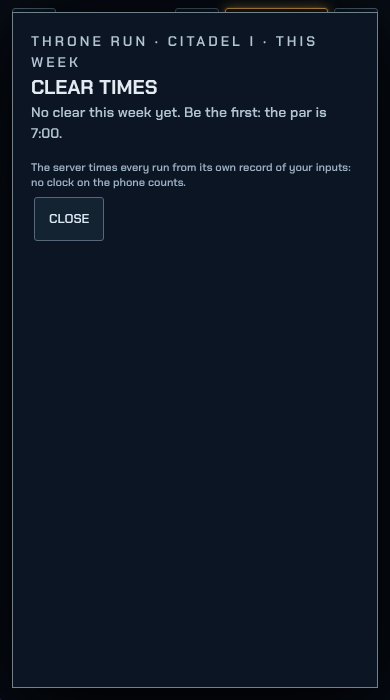 THRONE RUN · CITADEL I · THIS
WEEK
CLEAR TIMES
No clear this week yet. Be the first: the par is
7:00.
The server times every run from its own record of your inputs:
no clock on the phone counts.
CLOSE